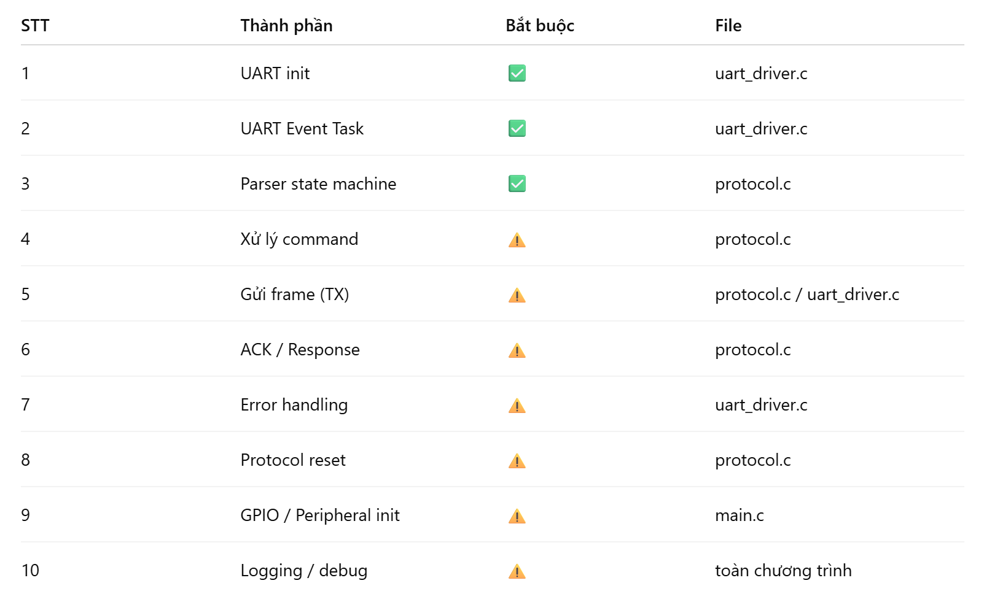 STT Thành phần Bắt buộc File
1 UART init ✅ uart_driver.c
2 UART Event Task ✅ uart_driver.c
3 Parser state machine ✅ protocol.c
4 Xử lý command ⚠️ protocol.c
5 Gửi frame (TX) ⚠️ protocol.c / uart_driver.c
6 ACK / Response ⚠️ protocol.c
7 Error handling ⚠️ uart_driver.c
8 Protocol reset ⚠️ protocol.c
9 GPIO / Peripheral init ⚠️ main.c
10 Logging / debug ⚠️ toàn chương trình